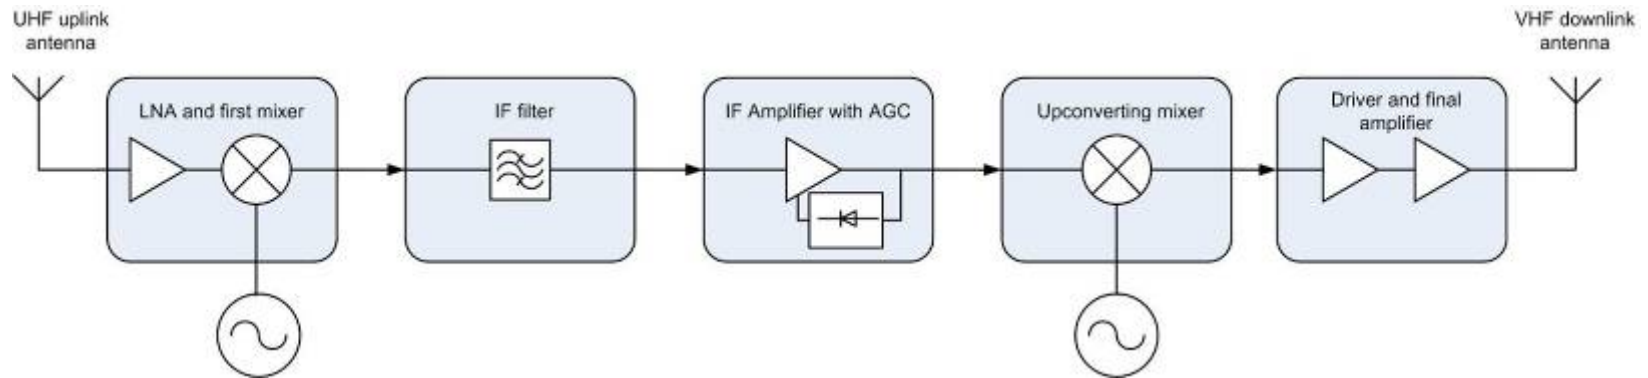 UHF uplink
antenna
LNA and first mixer
IF filter
IF Amplifier with AGC
Upconverting mixer
Driver and final
amplifier
VHF downlink
antenna